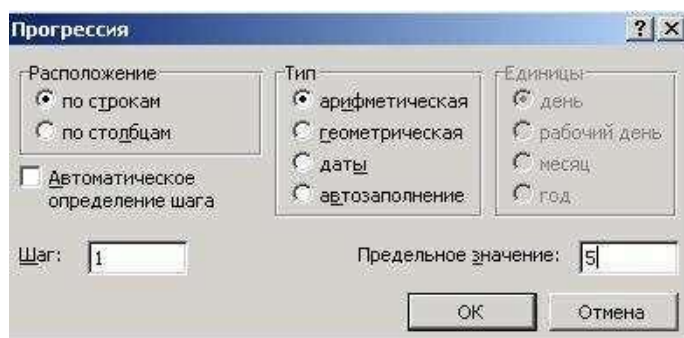 Прогрессия
Расположение
по строкам
по столбцам
Автоматическое
определение шага
Тип
арифметическая
геометрическая
даты
автозаполнение
Единицы
день
рабочий день
месяц
год
Шаг: 1
Предельное значение: 5
ОК
Отмена